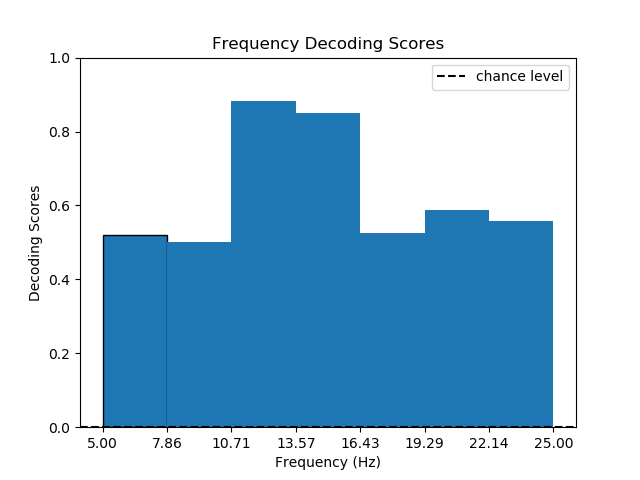 Frequency Decoding Scores
chance level
1.0
0.8
0.6
0.4
0.2
0.0
Decoding Scores
5.00 7.86 10.71 13.57 16.43 19.29 22.14 25.00
Frequency (Hz)